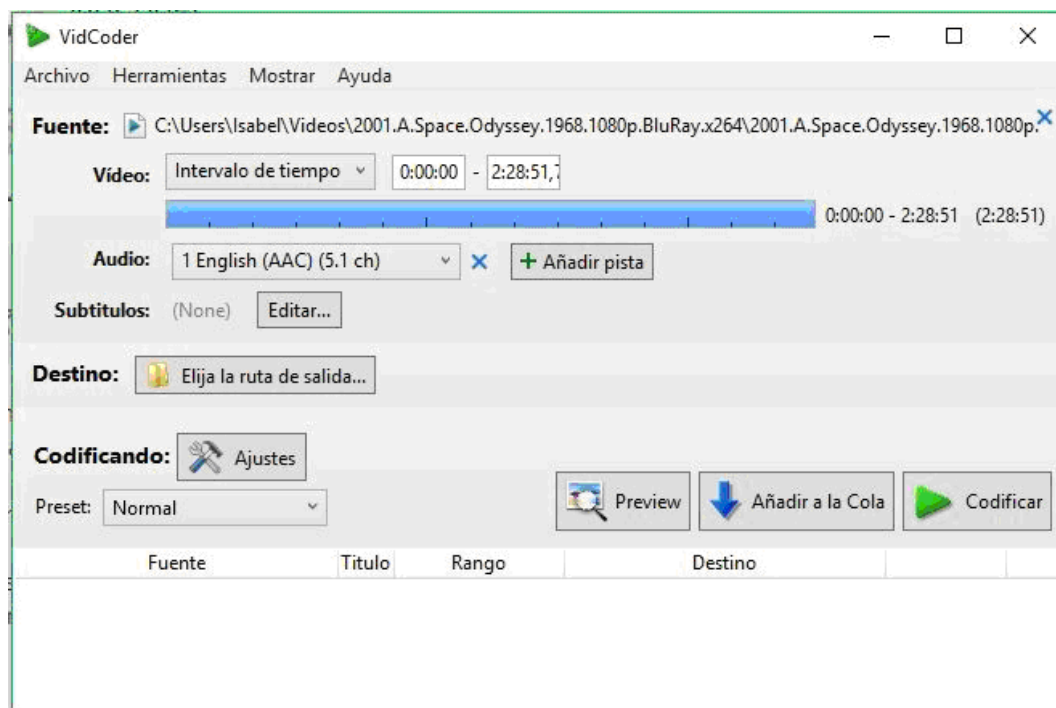 VidCoder
Archivo Herramientas Mostrar Ayuda
Fuente: C:\Users\Isabel\Videos\2001.A.Space.Odyssey.1968.1080p.BluRay.x264\2001.A.Space.Odyssey.1968.1080p.
Vídeo: Intervalo de tiempo 0:00:00 - 2:28:51,
0:00:00 - 2:28:51 (2:28:51)
Audio: 1 English (AAC) (5.1 ch) Añadir pista
Subtitulos: (None) Editar...
Destino: Elija la ruta de salida...
Codificando: Ajustes
Preset: Normal Preview Añadir a la Cola Codificar
Fuente Titulo Rango Destino